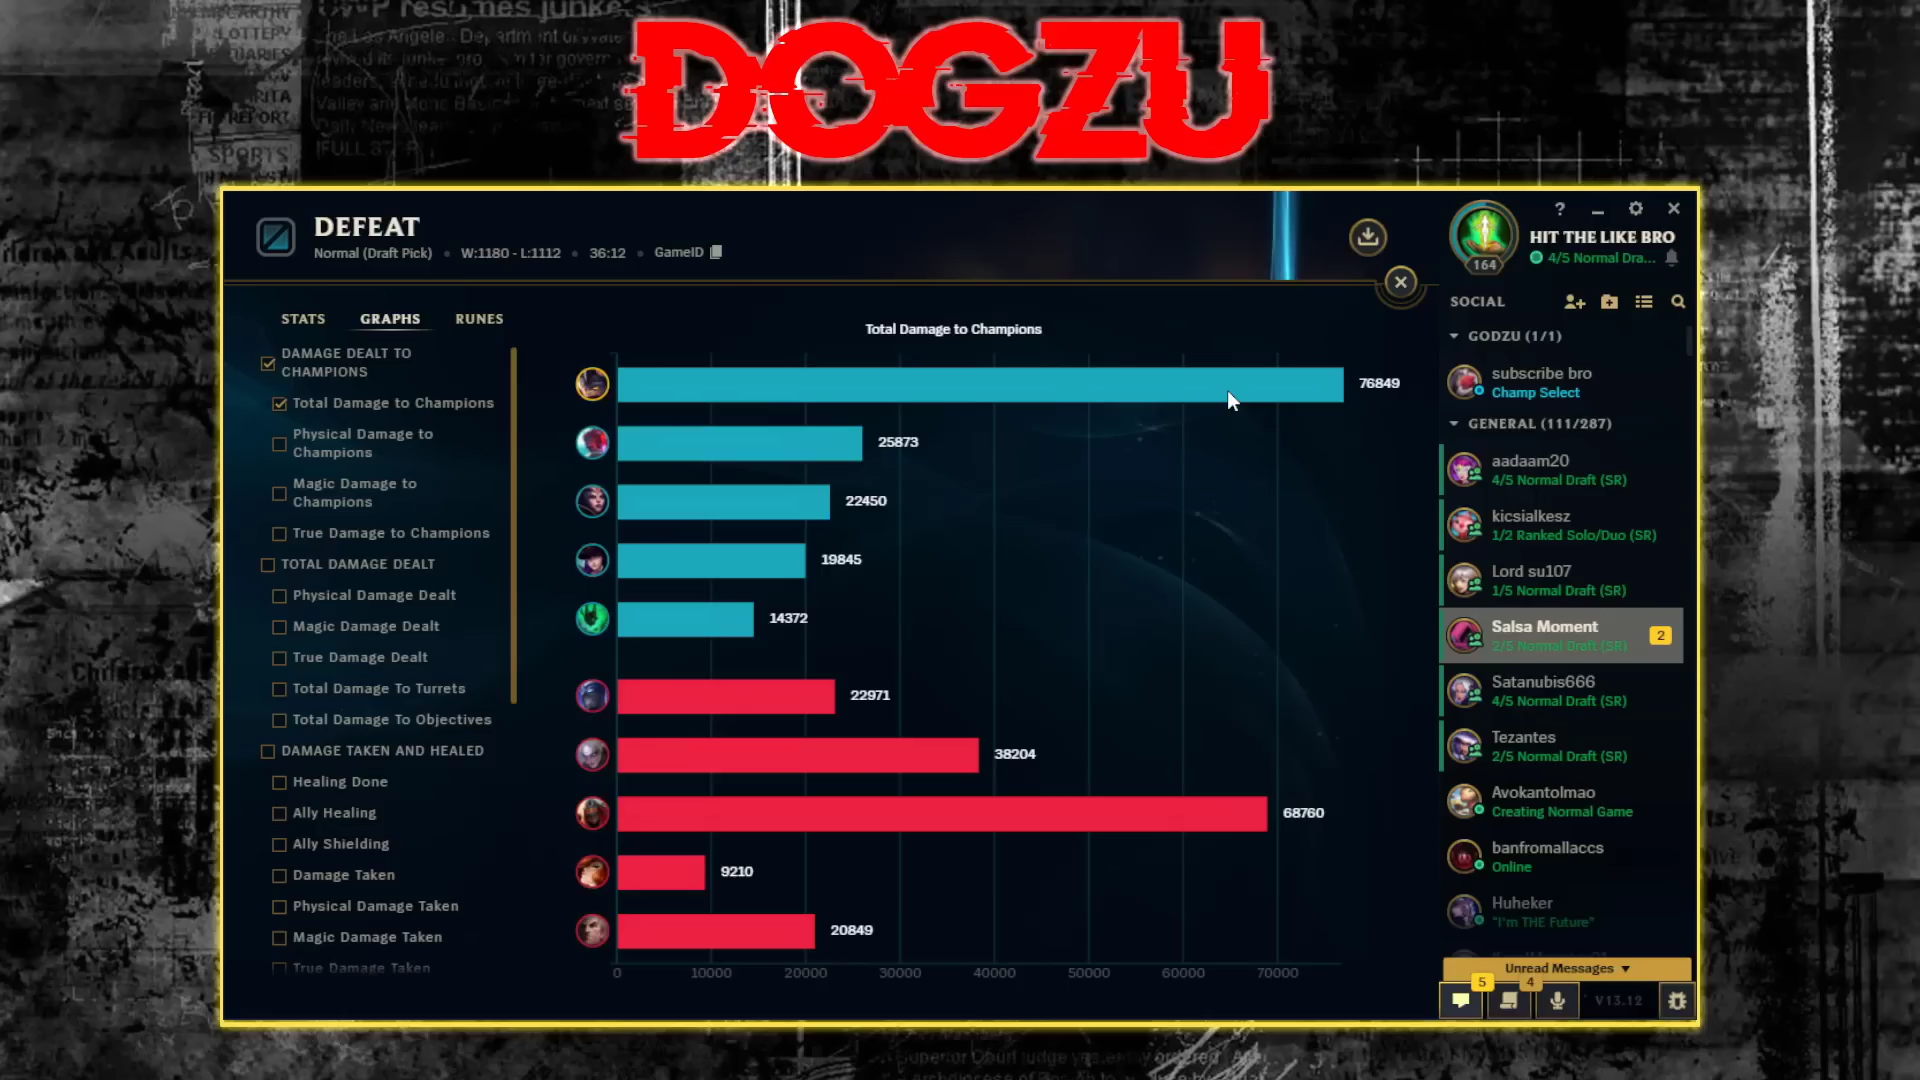 DOGZU
LOTTERY
SPORTS
DEFEAT
Normal (Draft Pick) • W:1180 - L:1112 • 36:12 • GameID
STATS GRAPHS RUNES
DAMAGE DEALT TO
CHAMPIONS
Total Damage to Champions
Physical Damage to
Champions
Magic Damage to
Champions
True Damage to Champions
TOTAL DAMAGE DEALT
Physical Damage Dealt
Magic Damage Dealt
True Damage Dealt
Total Damage To Turrets
Total Damage To Objectives
DAMAGE TAKEN AND HEALED
Healing Done
Ally Healing
Ally Shielding
Damage Taken
Physical Damage Taken
Magic Damage Taken
True Damage Taken
Total Damage to Champions
76849
25873
22450
19845
14372
22971
38204
68760
9210
20849
0 10000 20000 30000 40000 50000 60000 70000
?
164
HIT THE LIKE BRO
4/5 Normal Dra...
SOCIAL
GODZU (1/1)
subscribe bro
Champ Select
GENERAL (111/287)
aadaam20
4/5 Normal Draft (SR)
kicsialkesz
1/2 Ranked Solo/Duo (SR)
Lord su107
1/5 Normal Draft (SR)
Salsa Moment
2/5 Normal Draft (SR)
2
Satanubis666
4/5 Normal Draft (SR)
Tezantes
2/5 Normal Draft (SR)
Avokantolmao
Creating Normal Game
banfromallaccs
Online
Huheker
"I'm THE Future"
Unread Messages
5 4
V13.12